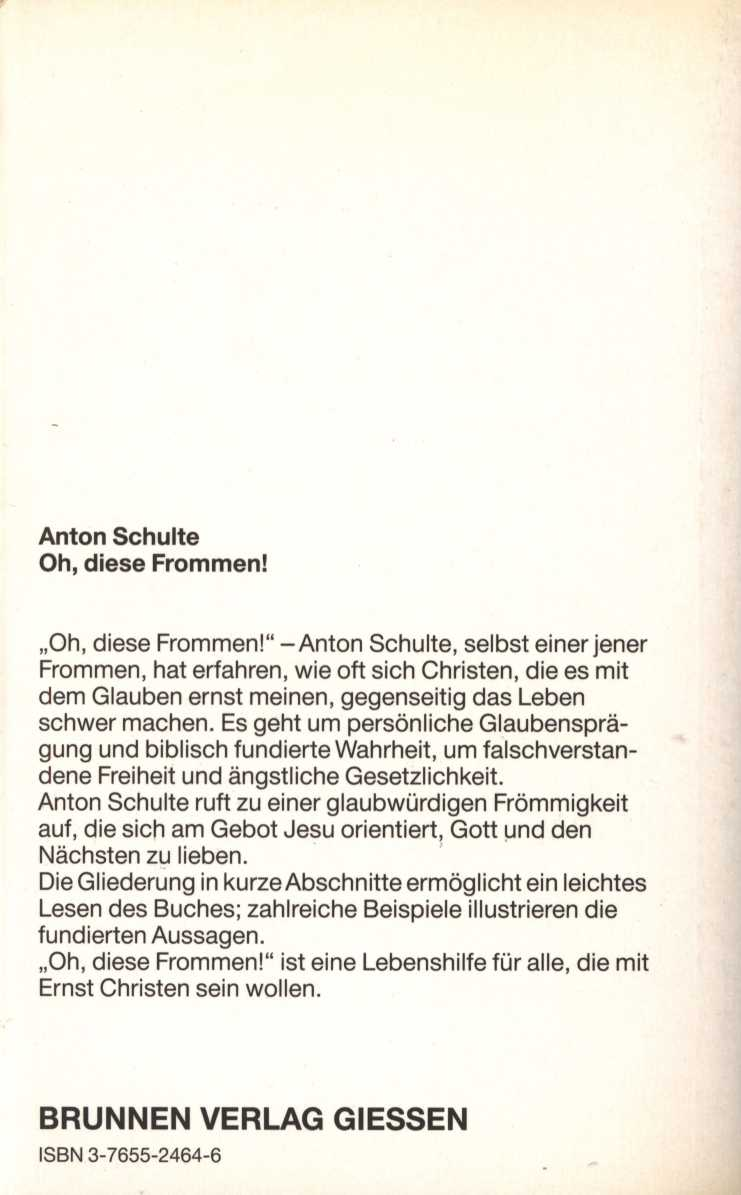 Anton Schulte
Oh, diese Frommen!
„Oh, diese Frommen!“ – Anton Schulte, selbst einer jener
Frommen, hat erfahren, wie oft sich Christen, die es mit
dem Glauben ernst meinen, gegenseitig das Leben
schwer machen. Es geht um persönliche Glaubensprä-
gung und biblisch fundierte Wahrheit, um falschverstan-
dene Freiheit und ängstliche Gesetzlichkeit.
Anton Schulte ruft zu einer glaubwürdigen Frömmigkeit
auf, die sich am Gebot Jesu orientiert, Gott und den
Nächsten zu lieben.
Die Gliederung in kurze Abschnitte ermöglicht ein leichtes
Lesen des Buches; zahlreiche Beispiele illustrieren die
fundierten Aussagen.
„Oh, diese Frommen!“ ist eine Lebenshilfe für alle, die mit
Ernst Christen sein wollen.
BRUNNEN VERLAG GIESSEN
ISBN 3-7655-2464-6